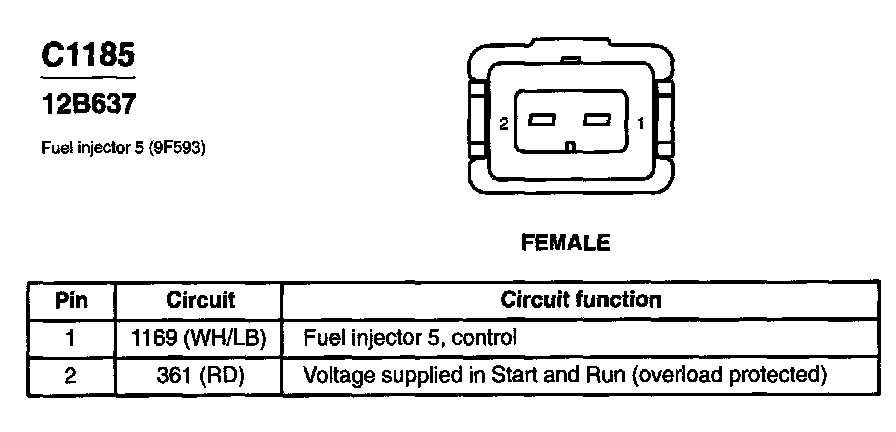 C1185
12B637
Fuel injector 5 (9F593)
2 1
FEMALE
Pin Circuit Circuit function
1 1169 (WH/LB) Fuel injector 5, control
2 361 (RD) Voltage supplied in Start and Run (overload protected)